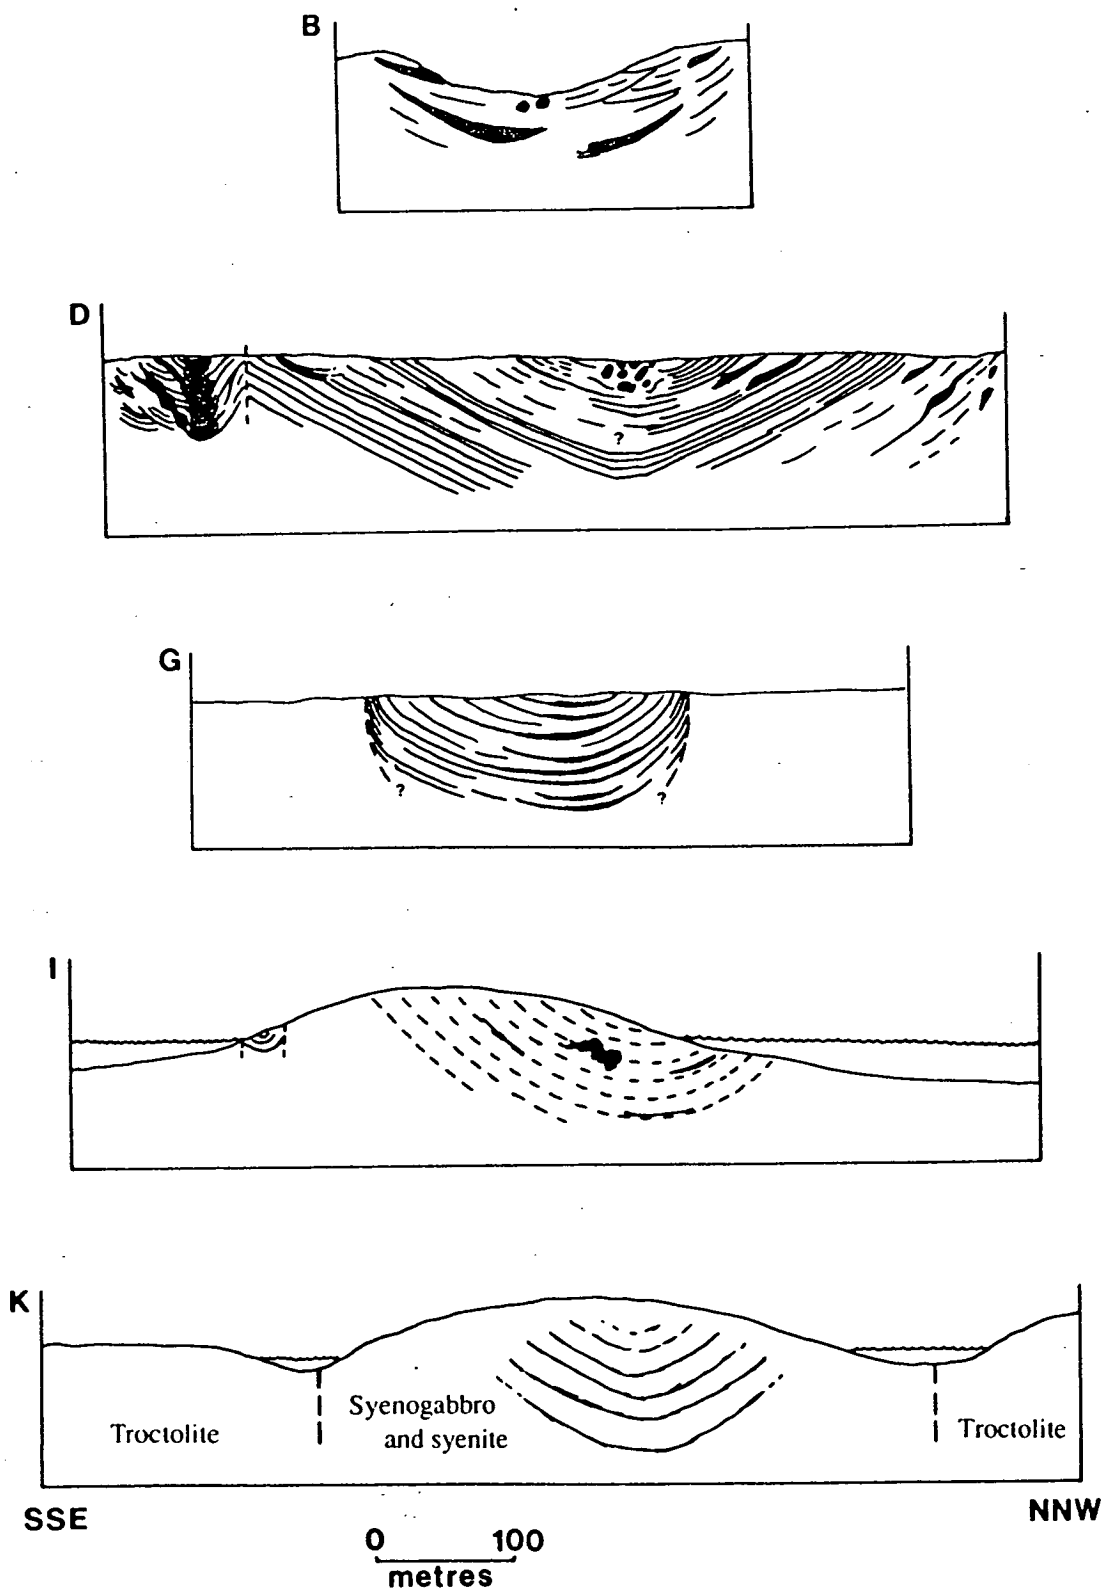 B
D
?
G
?
?
I
K
Syenogabbro
and syenite
Troctolite
Troctolite
SSE
NNW
0 100
metres